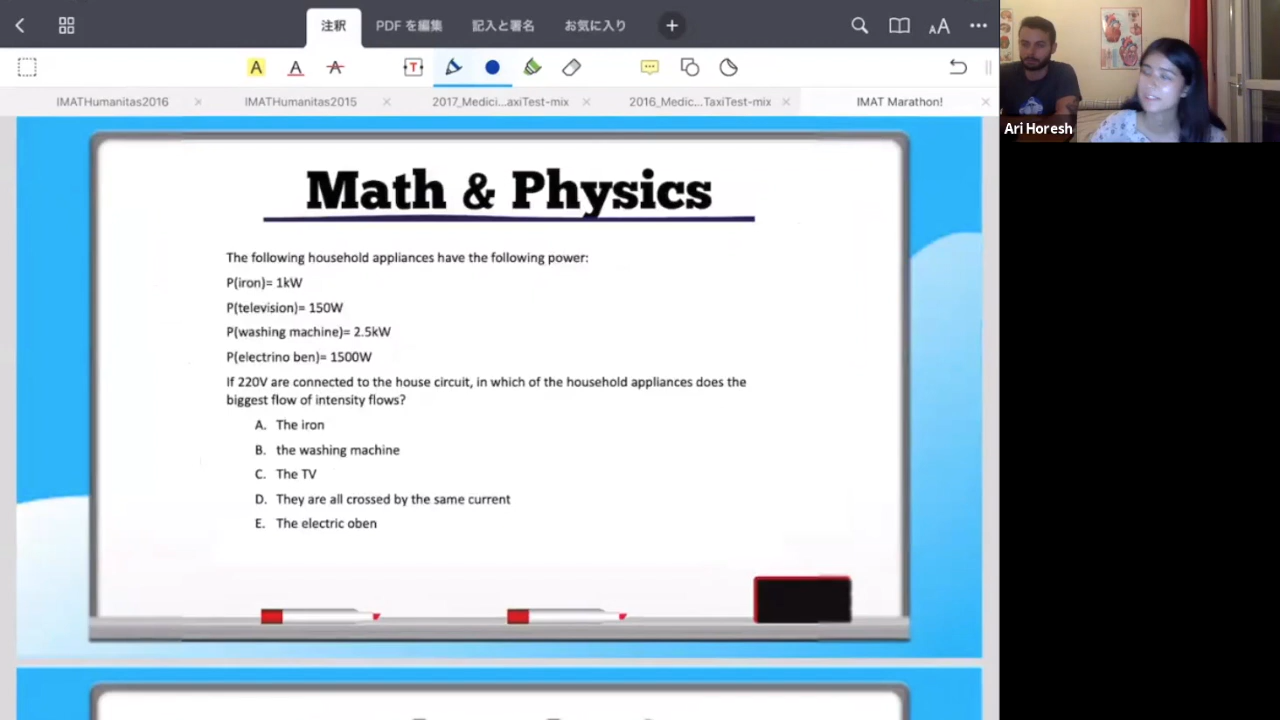 注釈
PDF を編集
記入と署名
お気に入り
AA
A
A
A
T
IMATHumanitas2016
IMATHumanitas2015
2017_Medici...axiTest-mix
2016_Medic...TaxiTest-mix
IMAT Marathon!
Ari Horesh
Math & Physics
The following household appliances have the following power:
P(iron)= 1kW
P(television)= 150W
P(washing machine)= 2.5kW
P(electrino ben)= 1500W
If 220V are connected to the house circuit, in which of the household appliances does the
biggest flow of intensity flows?
A. The iron
B. the washing machine
C. The TV
D. They are all crossed by the same current
E. The electric oben